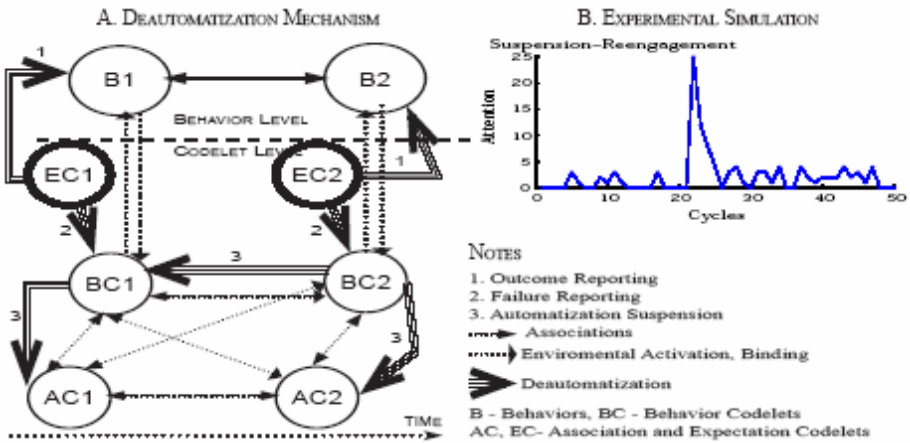 A. DEAUTOMATIZATION MECHANISM
1
B1
B2
BEHAVIOR LEVEL
CODELET LEVEL
EC1
EC2
1
2
2
3
BC1
BC2
3
3
AC1
AC2
TIME
B. EXPERIMENTAL SIMULATION
Suspension-Reengagement
25
20
15
10
5
0
Attention
0 10 20 30 40 50
Cycles
NOTES
1. Outcome Reporting
2. Failure Reporting
3. Automatization Suspension
Associations
Enviromental Activation, Binding
Deautomatization
B - Behaviors, BC - Behavior Codelets
AC, EC- Association and Expectation Codelets